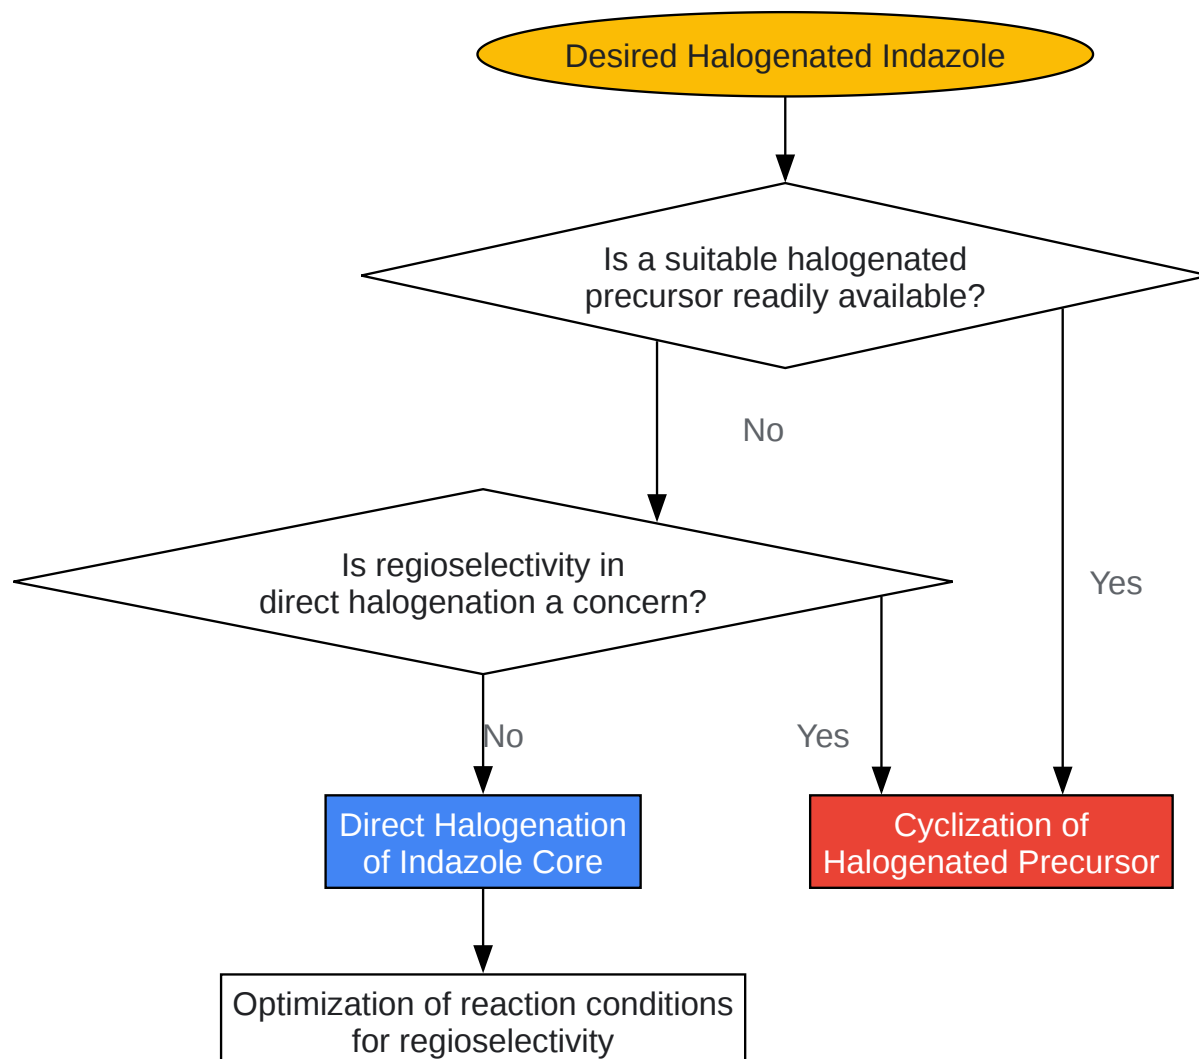 Desired Halogenated Indazole
Is a suitable halogenated
precursor readily available?
No
Is regioselectivity in
direct halogenation a concern?
Yes
No
Yes
Direct Halogenation
of Indazole Core
Cyclization of
Halogenated Precursor
Optimization of reaction conditions
for regioselectivity